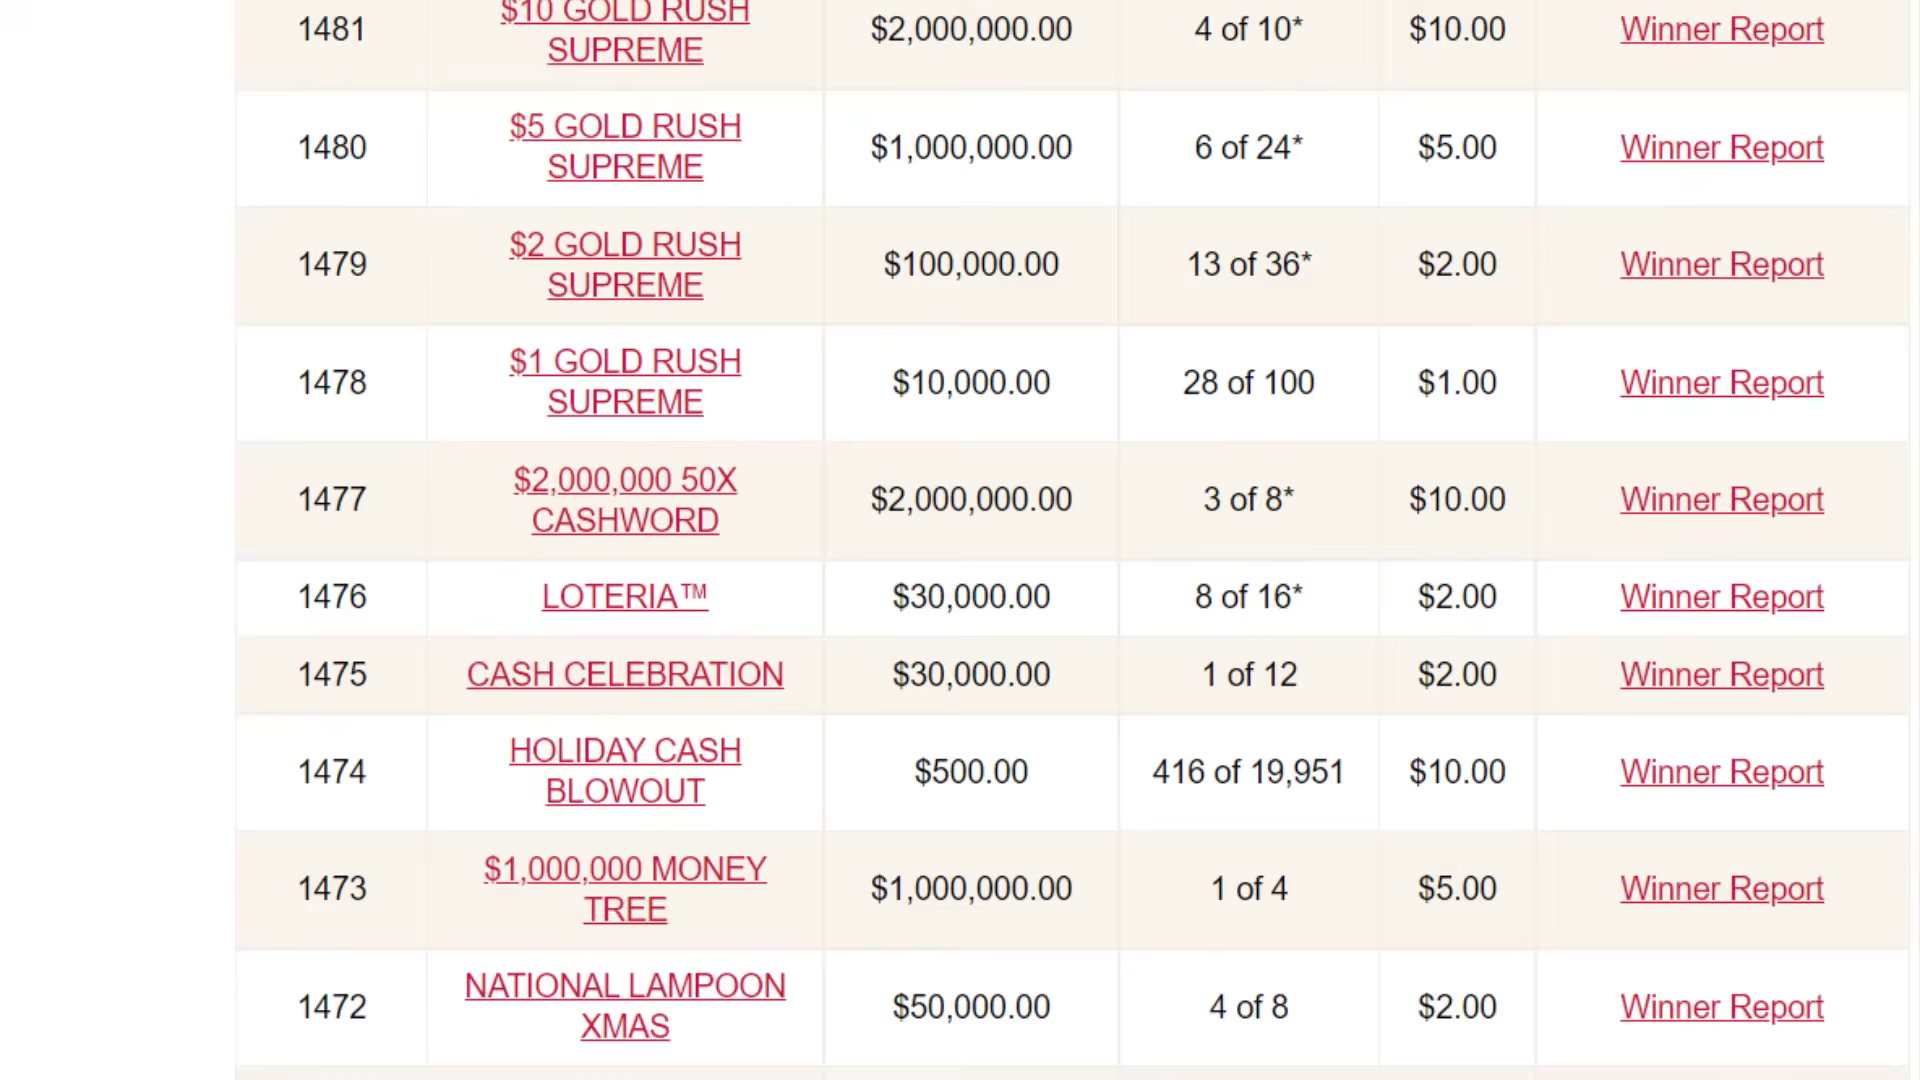 1481 $10 GOLD RUSH SUPREME $2,000,000.00 4 of 10* $10.00 Winner Report
1480 $5 GOLD RUSH SUPREME $1,000,000.00 6 of 24* $5.00 Winner Report
1479 $2 GOLD RUSH SUPREME $100,000.00 13 of 36* $2.00 Winner Report
1478 $1 GOLD RUSH SUPREME $10,000.00 28 of 100 $1.00 Winner Report
1477 $2,000,000 50X CASHWORD $2,000,000.00 3 of 8* $10.00 Winner Report
1476 LOTERIA™ $30,000.00 8 of 16* $2.00 Winner Report
1475 CASH CELEBRATION $30,000.00 1 of 12 $2.00 Winner Report
1474 HOLIDAY CASH BLOWOUT $500.00 416 of 19,951 $10.00 Winner Report
1473 $1,000,000 MONEY TREE $1,000,000.00 1 of 4 $5.00 Winner Report
1472 NATIONAL LAMPOON XMAS $50,000.00 4 of 8 $2.00 Winner Report